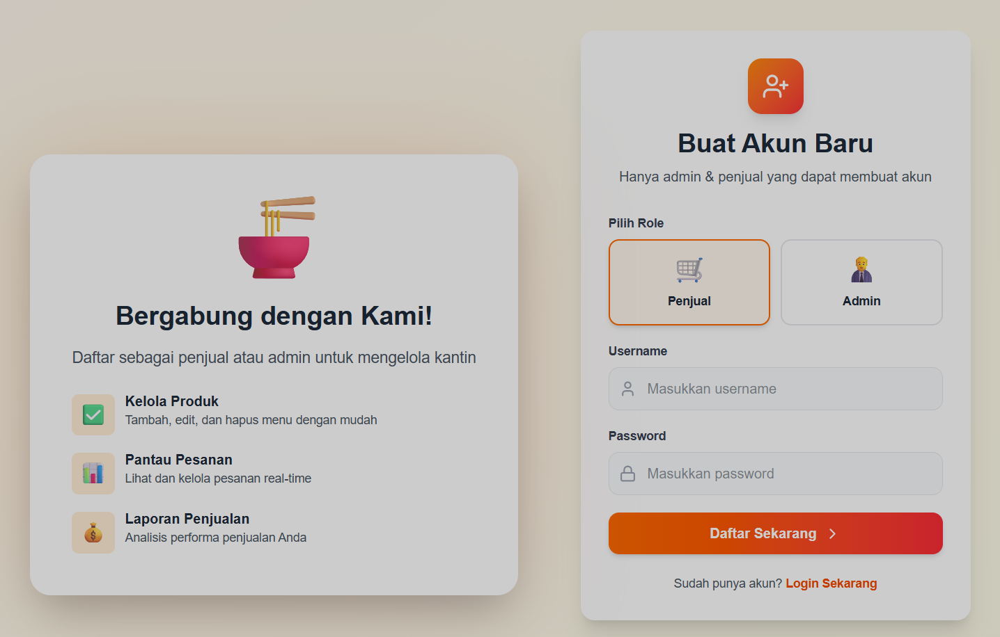 Bergabung dengan Kami!
Daftar sebagai penjual atau admin untuk mengelola kantin
Kelola Produk
Tambah, edit, dan hapus menu dengan mudah
Pantau Pesanan
Lihat dan kelola pesanan real-time
Laporan Penjualan
Analisis performa penjualan Anda
Buat Akun Baru
Hanya admin & penjual yang dapat membuat akun
Pilih Role
Penjual
Admin
Username
Masukkan username
Password
Masukkan password
Daftar Sekarang
Sudah punya akun? Login Sekarang